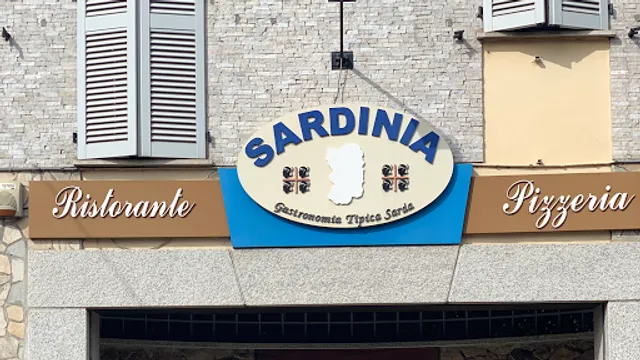 SARDINIA
Gastronomia Tipica Sarda
Ristorante
Pizzeria